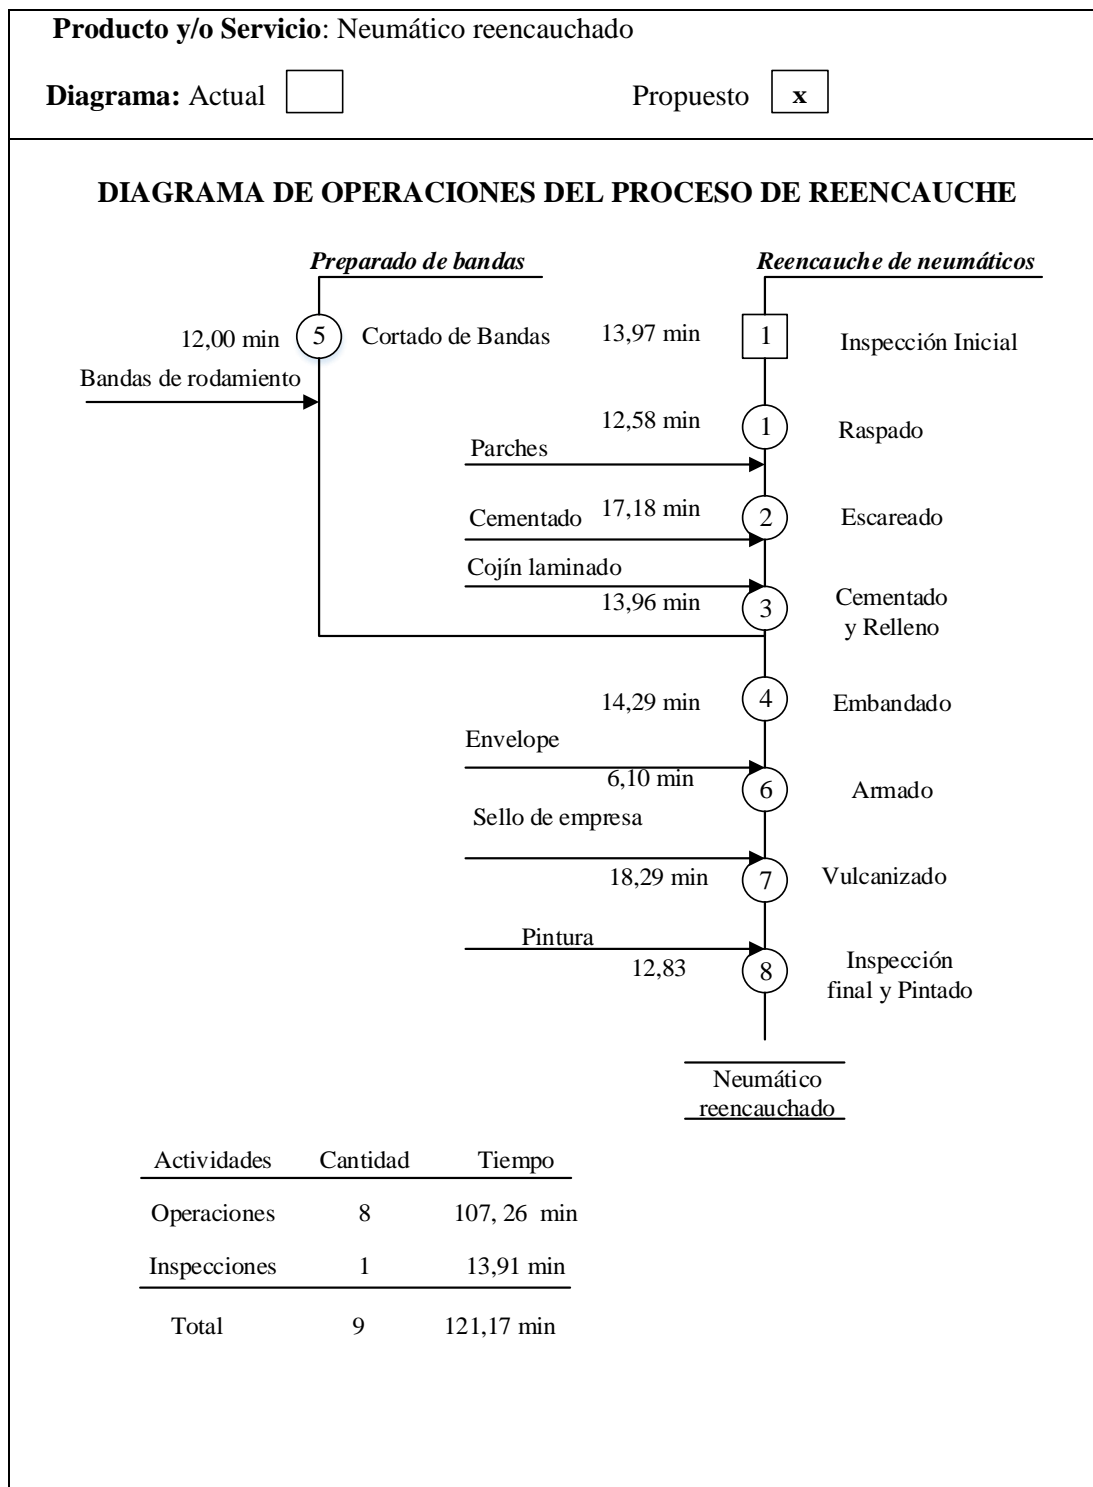 Producto y/o Servicio: Neumático reencauchado
Diagrama: Actual Propuesto x
DIAGRAMA DE OPERACIONES DEL PROCESO DE REENCAUCHE
Preparado de bandas Reencauche de neumáticos
12,00 min 5 Cortado de Bandas 13,97 min 1 Inspección Inicial
Bandas de rodamiento
12,58 min 1 Raspado
Parches
Cementado 17,18 min 2 Escareado
Cojín laminado
13,96 min 3 Cementado
y Relleno
14,29 min 4 Embandado
Envelope
6,10 min 6 Armado
Sello de empresa
18,29 min 7 Vulcanizado
Pintura
12,83 8 Inspección
final y Pintado
Neumático
reencauchado
Actividades Cantidad Tiempo
Operaciones 8 107, 26 min
Inspecciones 1 13,91 min
Total 9 121,17 min